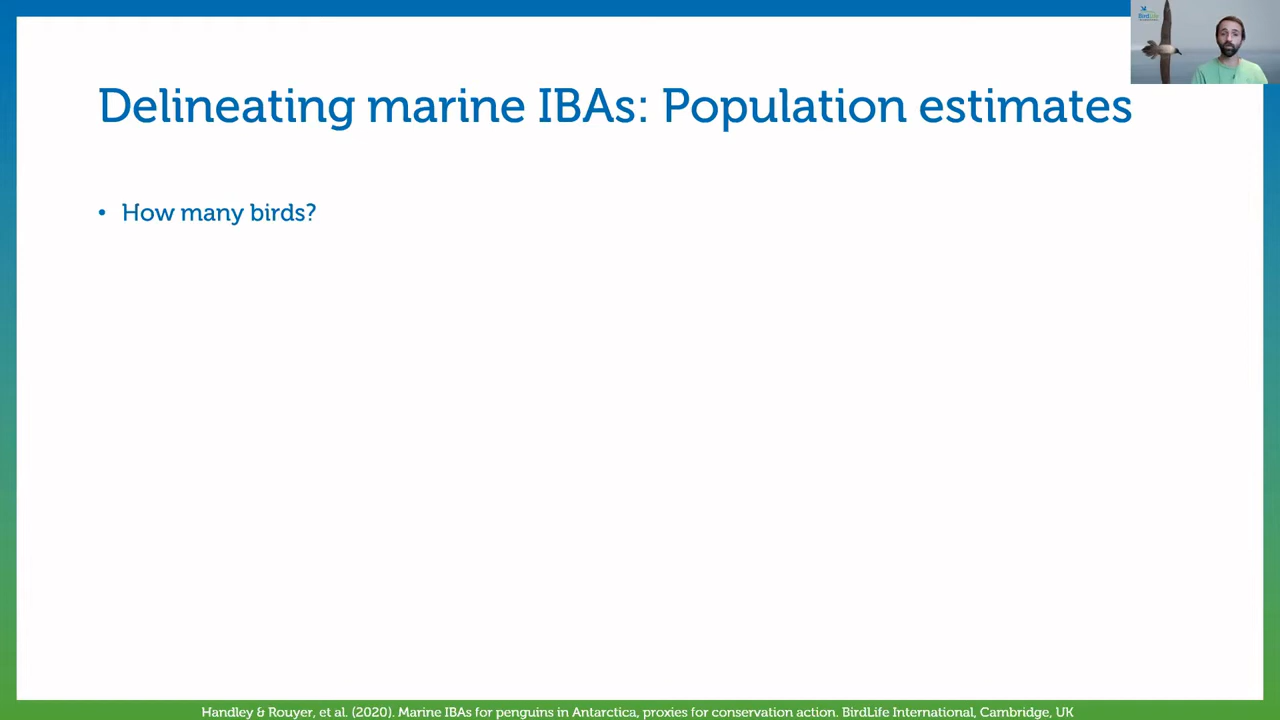 BirdLife
Delineating marine IBAs: Population estimates
• How many birds?
Handley & Rouyer, et al. (2020). Marine IBAs for penguins in Antarctica, proxies for conservation action. BirdLife International, Cambridge, UK